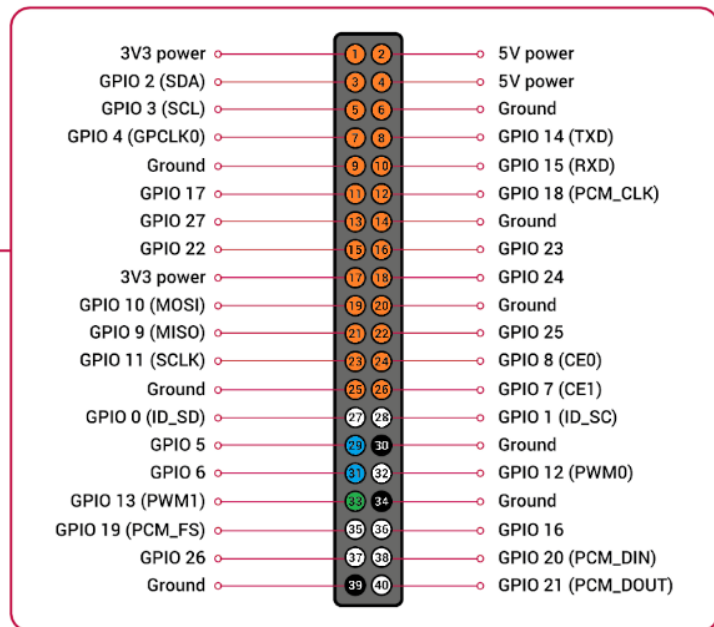 3V3 power 1 2 5V power
GPIO 2 (SDA) 3 4 5V power
GPIO 3 (SCL) 5 6 Ground
GPIO 4 (GPCLK0) 7 8 GPIO 14 (TXD)
Ground 9 10 GPIO 15 (RXD)
GPIO 17 11 12 GPIO 18 (PCM_CLK)
GPIO 27 13 14 Ground
GPIO 22 15 16 GPIO 23
3V3 power 17 18 GPIO 24
GPIO 10 (MOSI) 19 20 Ground
GPIO 9 (MISO) 21 22 GPIO 25
GPIO 11 (SCLK) 23 24 GPIO 8 (CE0)
Ground 25 26 GPIO 7 (CE1)
GPIO 0 (ID_SD) 27 28 GPIO 1 (ID_SC)
GPIO 5 29 30 Ground
GPIO 6 31 32 GPIO 12 (PWM0)
GPIO 13 (PWM1) 33 34 Ground
GPIO 19 (PCM_FS) 35 36 GPIO 16
GPIO 26 37 38 GPIO 20 (PCM_DIN)
Ground 39 40 GPIO 21 (PCM_DOUT)